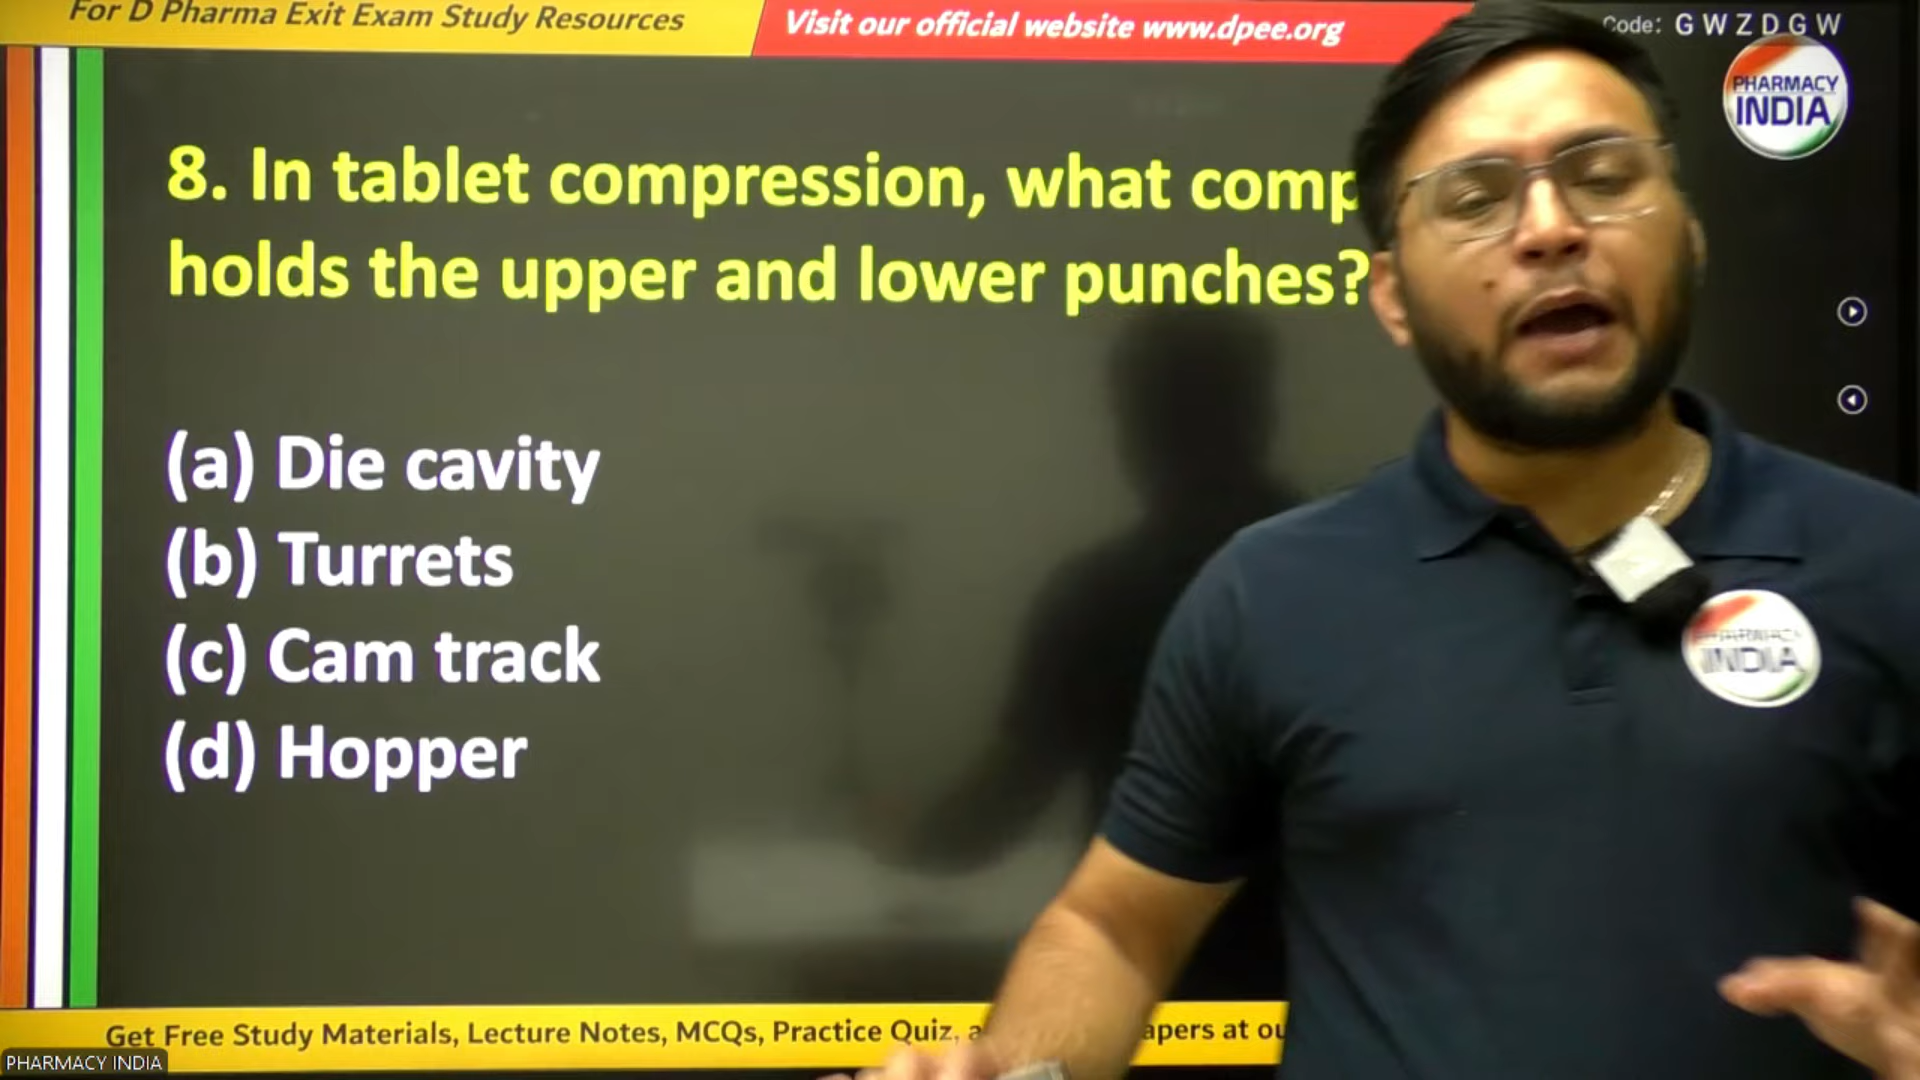 For D Pharma Exit Exam Study Resources
Visit our official website www.dpee.org
Code: G W Z D G W
PHARMACY
INDIA
8. In tablet compression, what comp
holds the upper and lower punches?
(a) Die cavity
(b) Turrets
(c) Cam track
(d) Hopper
PHARMACY
INDIA
Get Free Study Materials, Lecture Notes, MCQs, Practice Quiz, a apers at ou
PHARMACY INDIA